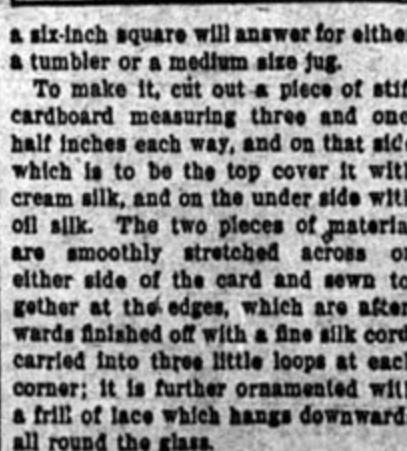 a six-inch square will answer for eithe
a tumbler or a medium size jug.
To make it, cut out a piece of stif
cardboard measuring three and one
half inches each way, and on that sid
which is to be the top cover it with
cream silk, and on the under side with
oil silk. The two pieces of materia
are smoothly stretched across o
either side of the card and sewn to
gether at the edges, which are after
wards finished off with a fine silk cord
carried into three little loops at each
corner; it is further ornamented with
a frill of lace which hangs downward
all round the glass.